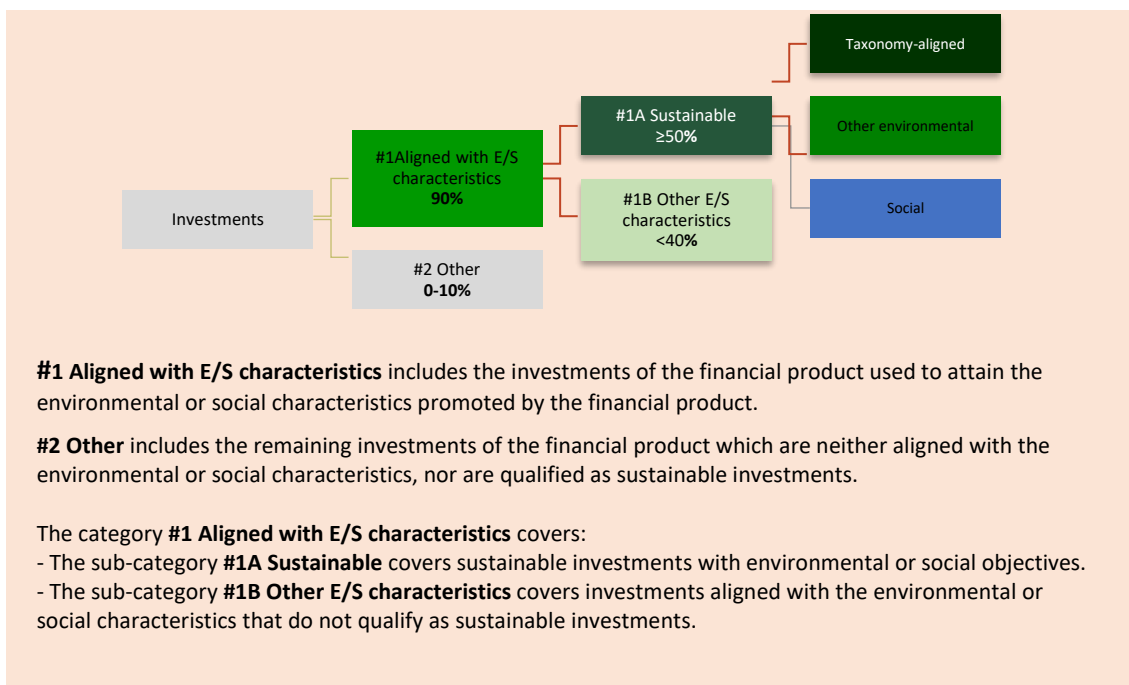 Taxonomy-aligned
#1A Sustainable
≥50%
Other environmental
#1Aligned with E/S
characteristics
90%
#1B Other E/S
characteristics
<40%
Social
Investments
#2 Other
0-10%
#1 Aligned with E/S characteristics includes the investments of the financial product used to attain the
environmental or social characteristics promoted by the financial product.
#2 Other includes the remaining investments of the financial product which are neither aligned with the
environmental or social characteristics, nor are qualified as sustainable investments.
The category #1 Aligned with E/S characteristics covers:
- The sub-category #1A Sustainable covers sustainable investments with environmental or social objectives.
- The sub-category #1B Other E/S characteristics covers investments aligned with the environmental or
social characteristics that do not qualify as sustainable investments.